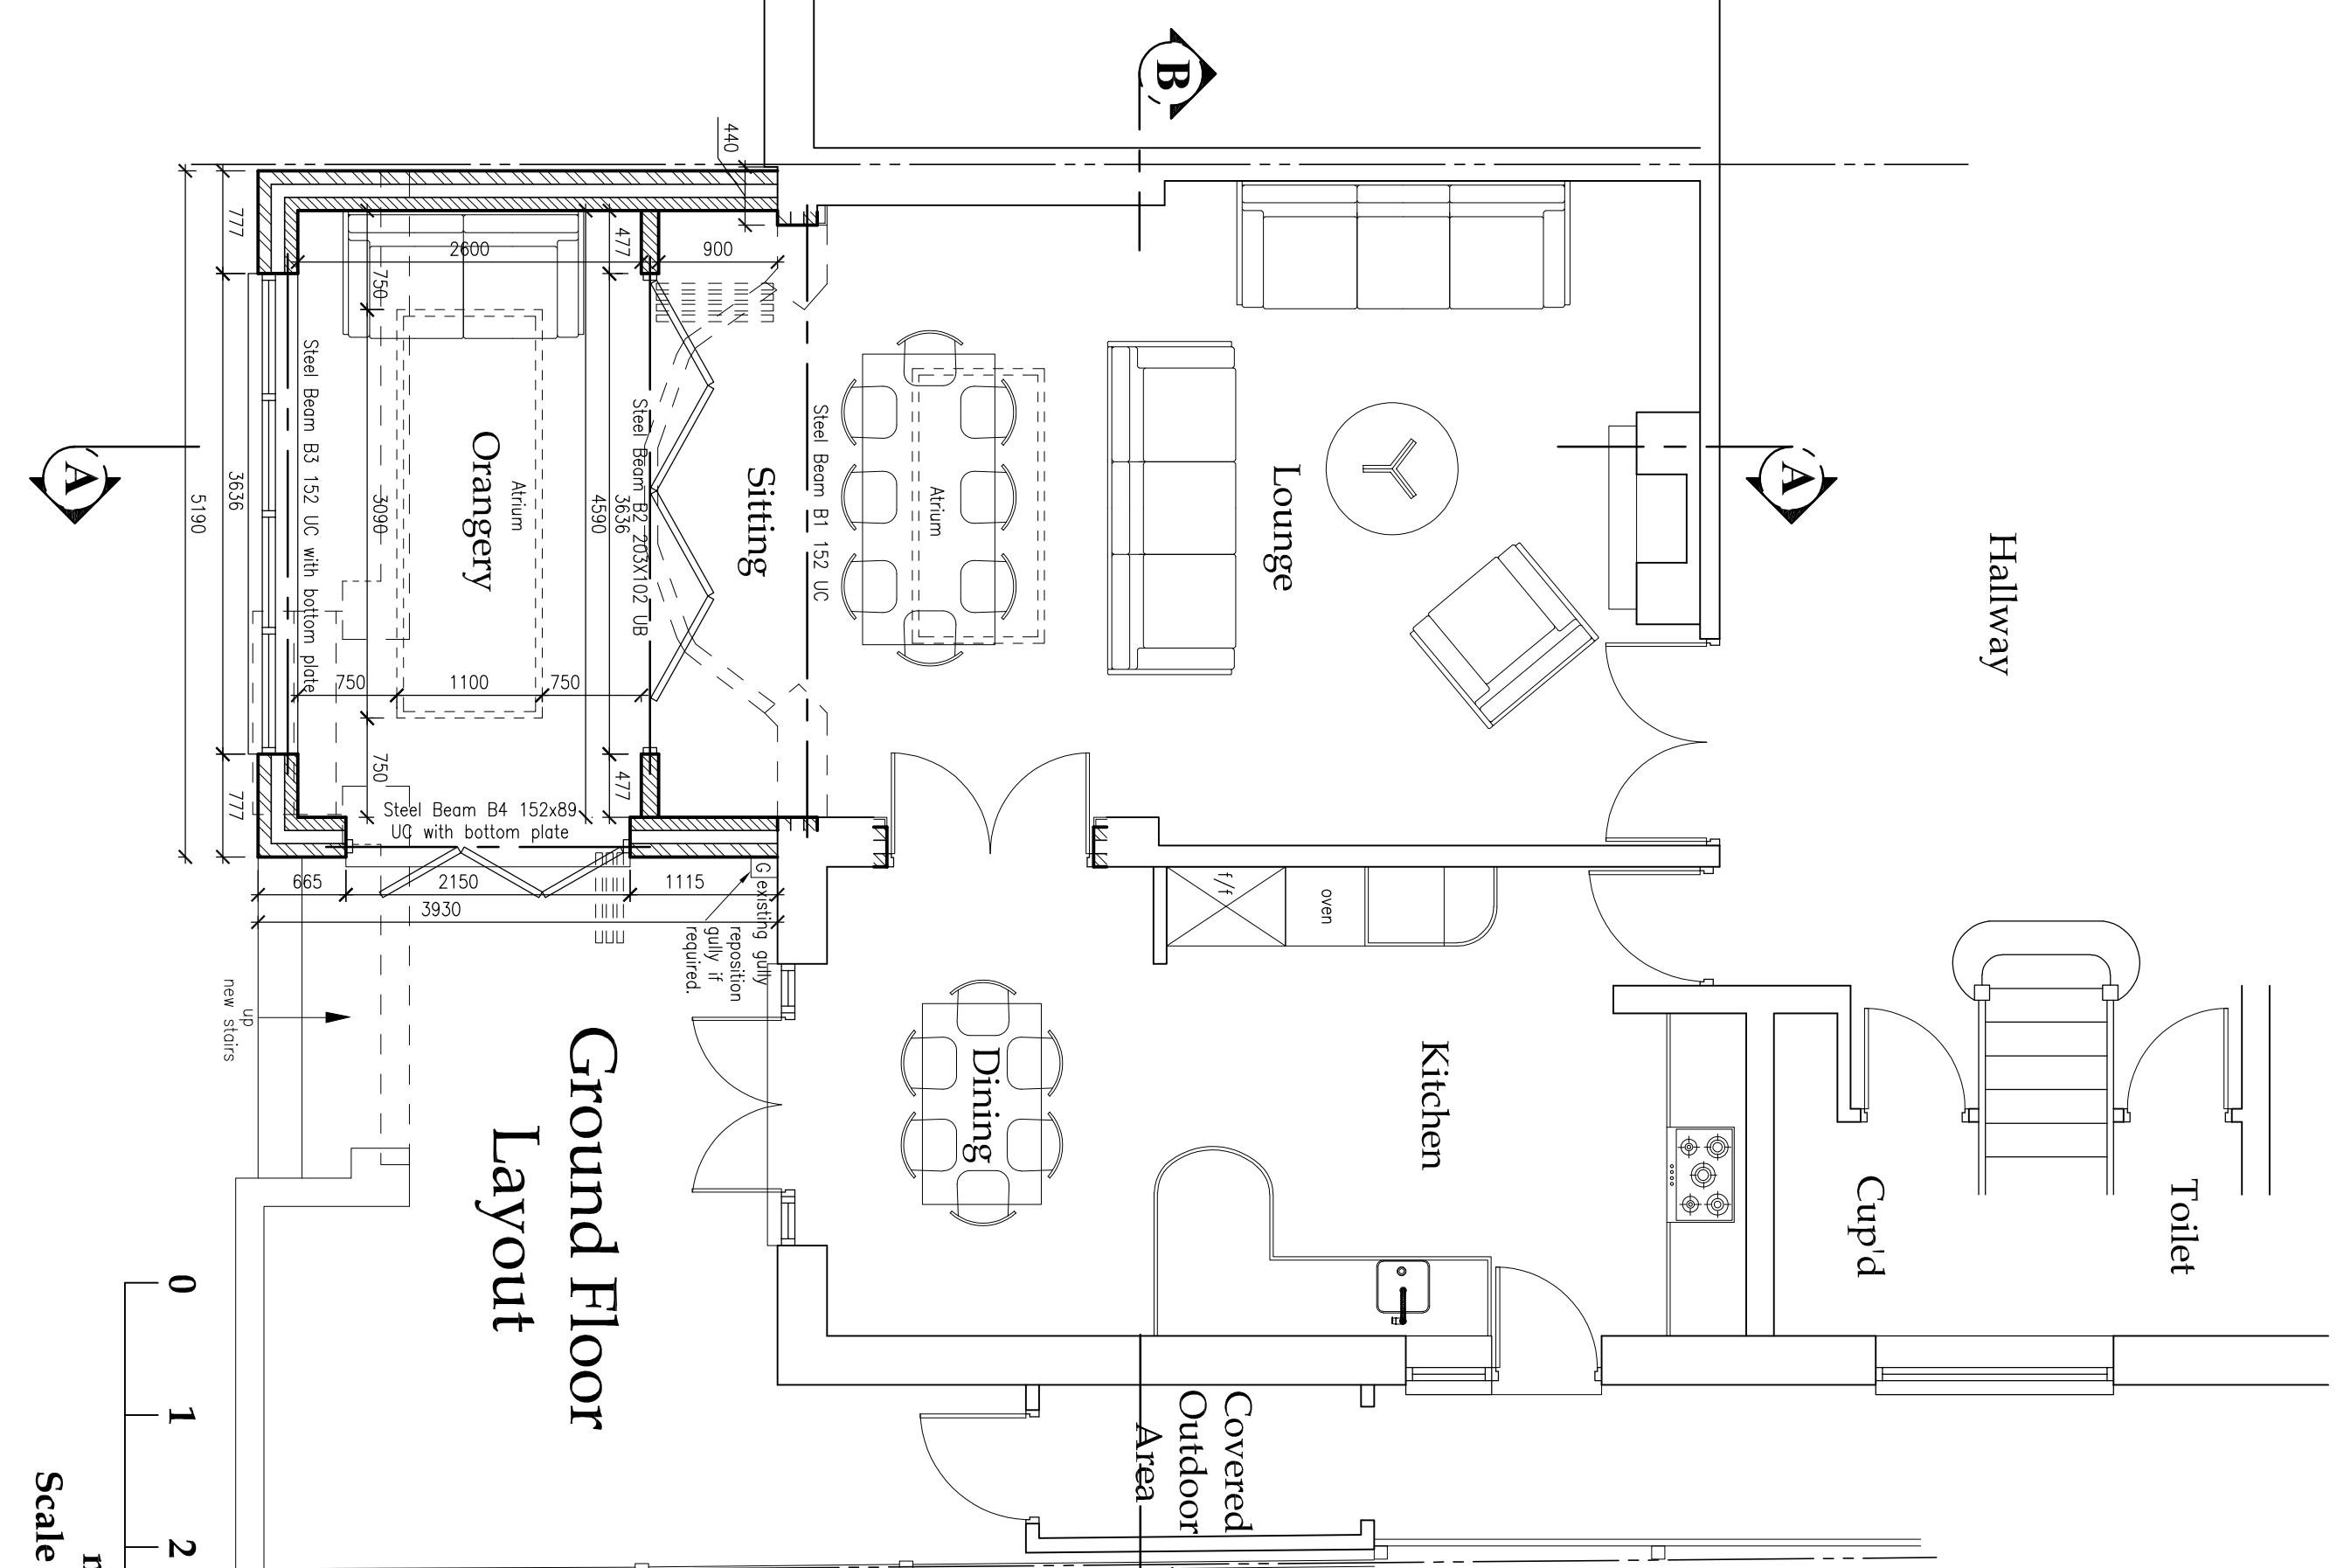 Hallway
Toilet
Cup'd
A
Lounge
Kitchen
oven
f/f
B
Covered
Outdoor
Area
Dining
Atrium
Steel Beam B1 152 UC
Sitting
440
900
Steel Beam B2 203X102 UB
477
3636
477
4590
2600
Atrium
Orangery
750
3090
750
750
1100
750
Steel Beam B3 152 UC with bottom plate
Steel Beam B4 152x89
UC with bottom plate
777
3636
777
5190
A
665
2150
1115
3930
G
existing gully
reposition
gully if
required.
up
new stairs
Ground Floor
Layout
0
1
2
Scale